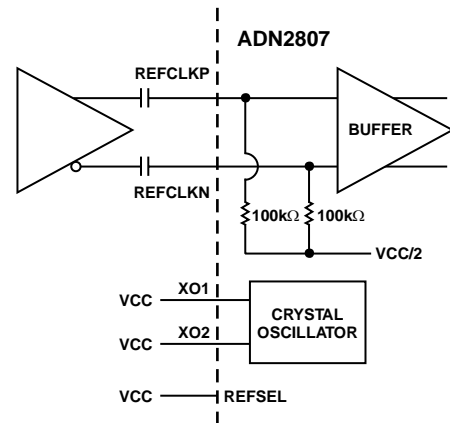 ADN2807
REFCLKP
BUFFER
REFCLKN
100kΩ 100kΩ
VCC/2
VCC XO1
CRYSTAL
OSCILLATOR
VCC XO2
VCC REFSEL